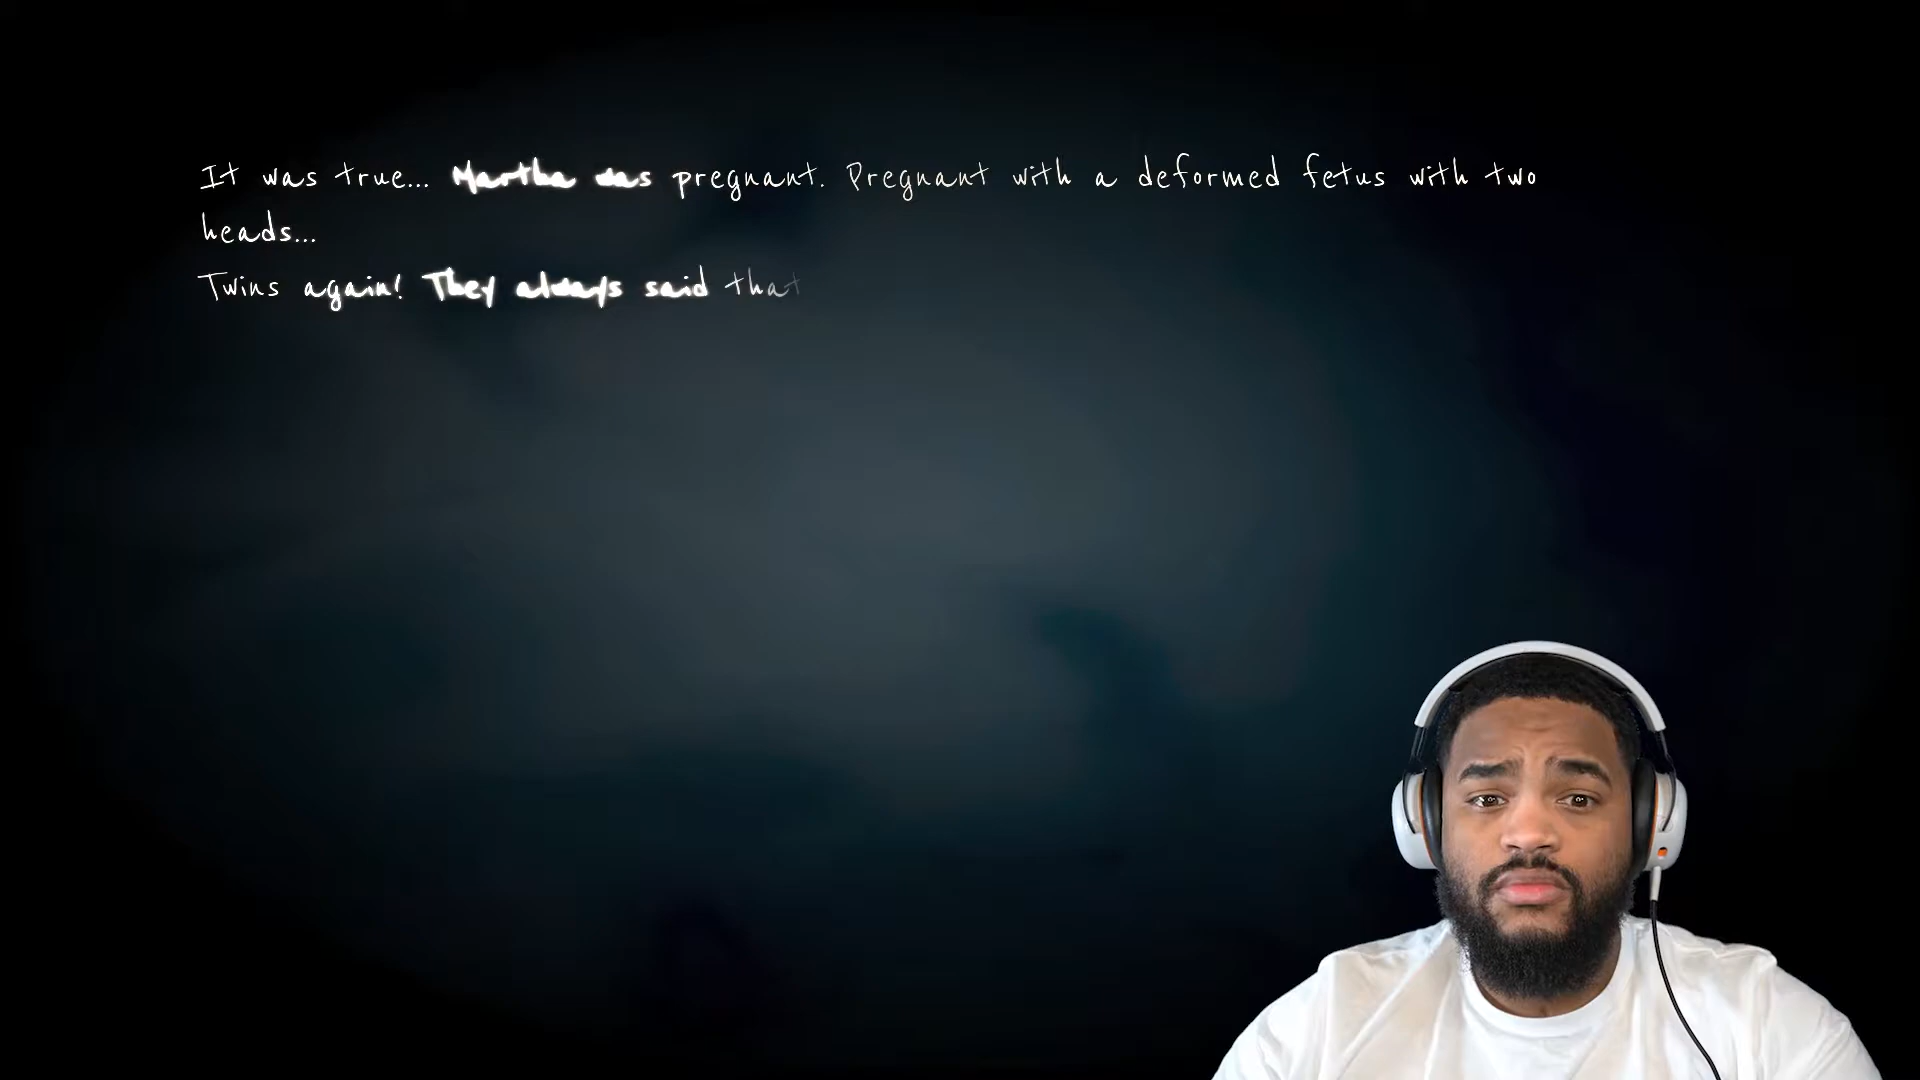 It was true... Martha was pregnant. Pregnant with a deformed fetus with two
heads...
Twins again! They always said that